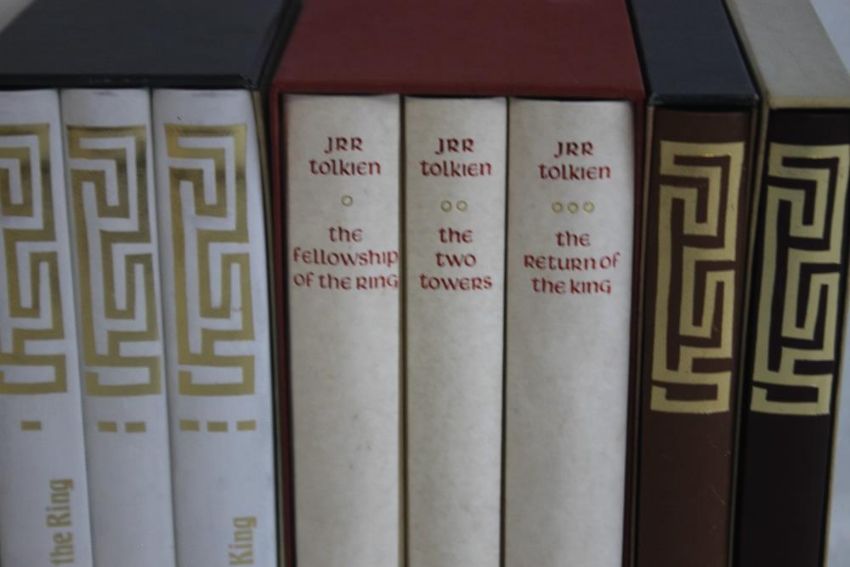 the Ring
King
JRR
tolkien
the
fellowship
of the Ring
JRR
tolkien
the
two
towers
JRR
tolkien
the
Return of
the king